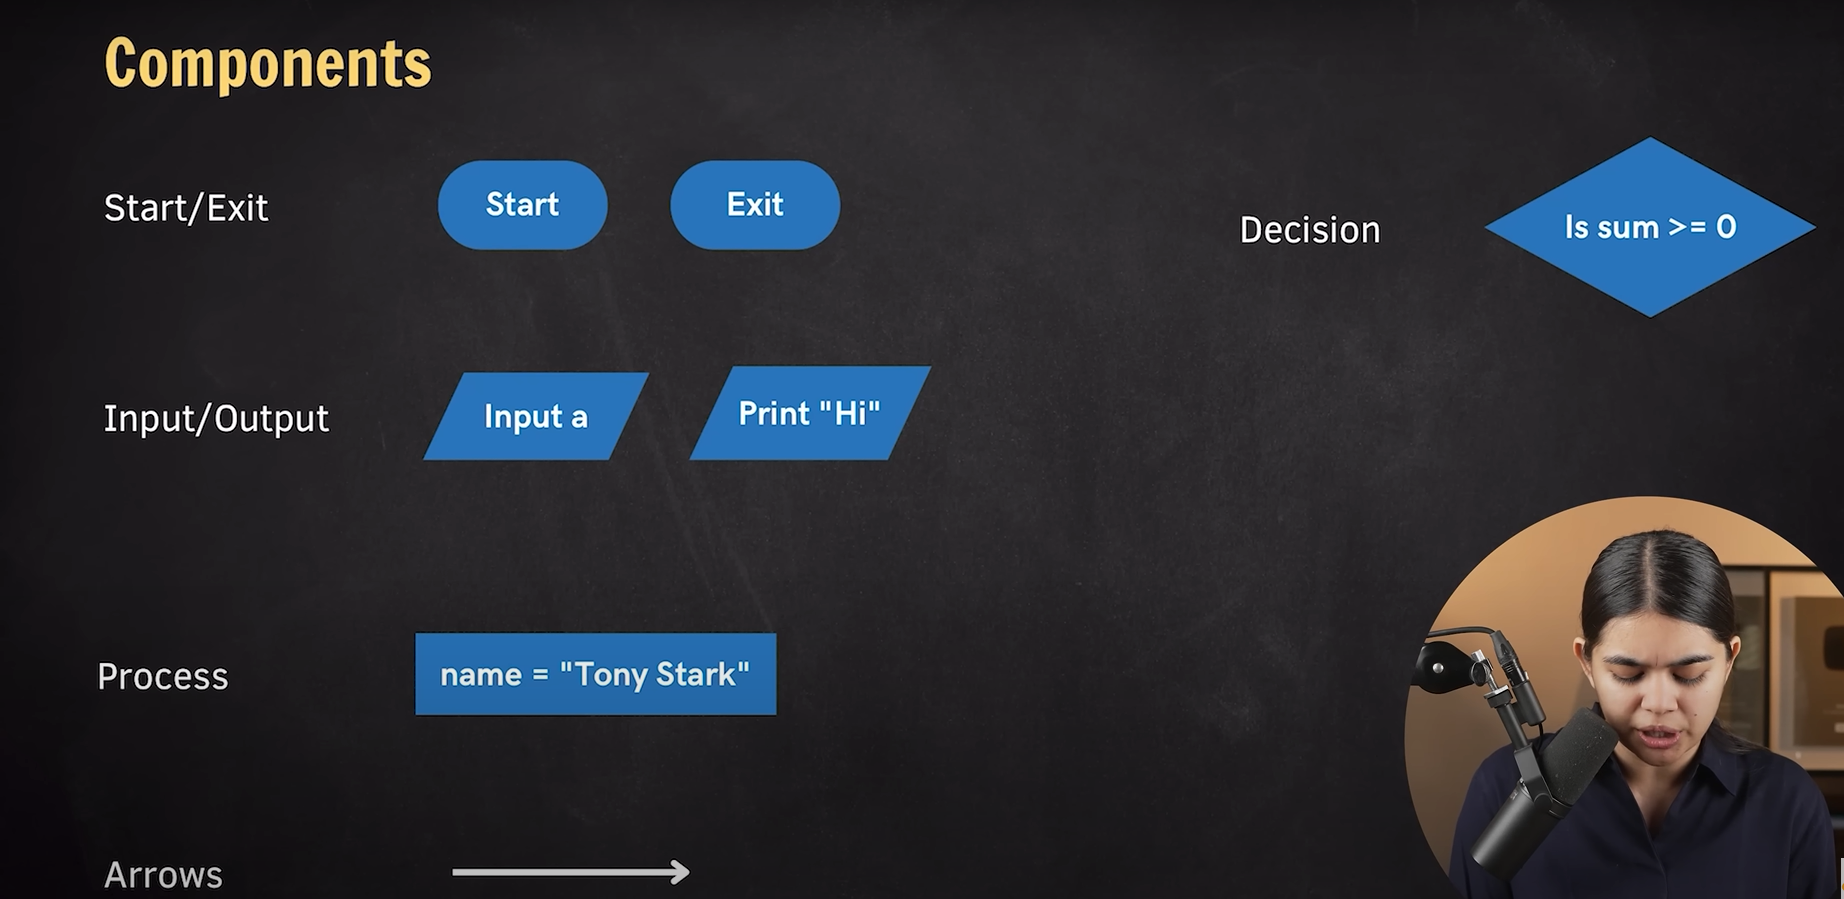 Components
Start/Exit
Start
Exit
Decision
Is sum >= 0
Input/Output
Input a
Print "Hi"
Process
name = "Tony Stark"
Arrows